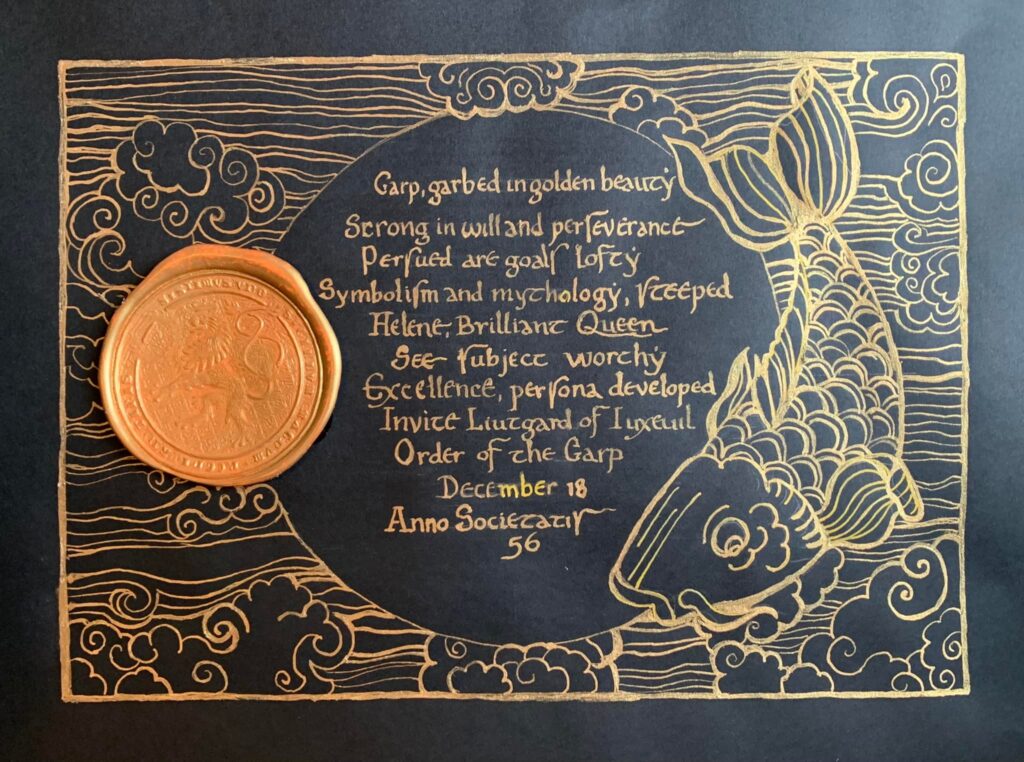 Garp, garbed in golden beauty
Strong in will and perſeverance
Perſued are goalſ lofty
Symboliſm and mythology, ſteeped
Helene, Brilliant Queen
See ſubject worthy
Excellence, perſona developed
Invite Liutgard of Luxeuil
Order of the Garp
December 18
Anno Societatiſ
56